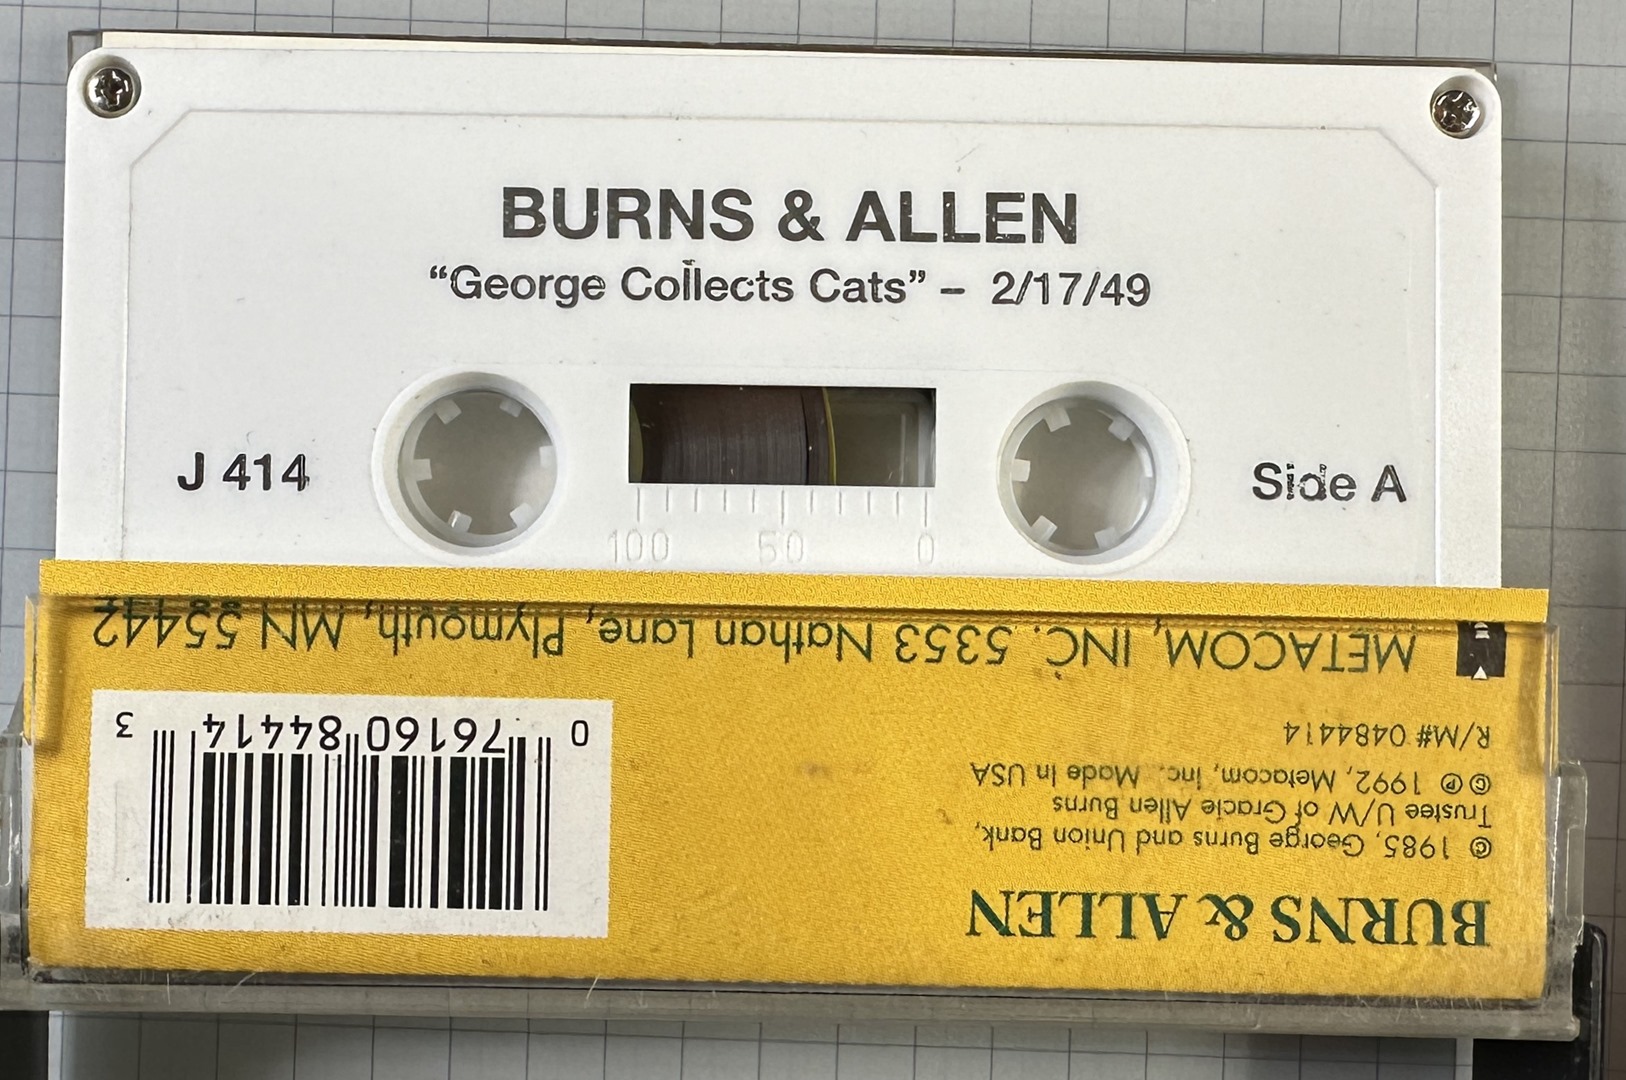 BURNS & ALLEN
“George Collects Cats” – 2/17/49
J 414
Side A
100 50 0
BURNS & ALLEN
© 1985, George Burns and Union Bank,
Trustee U/W of Gracie Allen Burns
© ℗ 1992, Metacom, Inc. Made In USA
R/M# 0484414
METACOM, INC. 5353 Nathan Lane, Plymouth, MN 55442
0 76160 84414 3